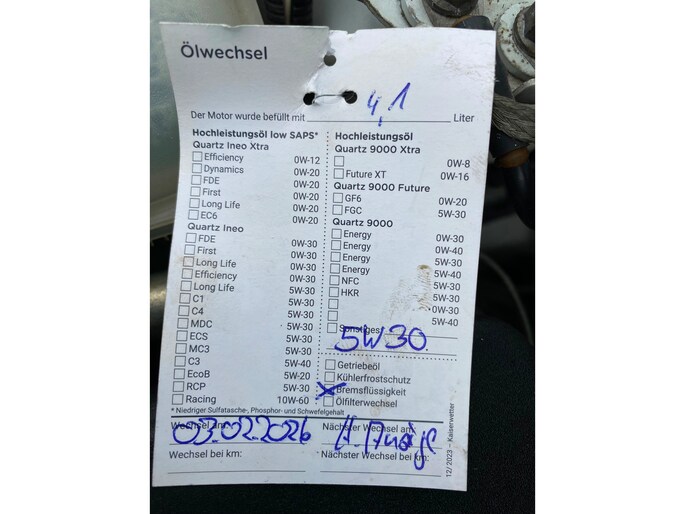 Ölwechsel
Der Motor wurde befüllt mit 4,1 Liter
Hochleistungsöl low SAPS*
Quartz Ineo Xtra
Efficiency 0W-12
Dynamics 0W-20
FDE 0W-20
First 0W-20
Long Life 0W-20
EC6 0W-20
Quartz Ineo
FDE 0W-30
First 0W-30
Long Life 0W-30
Efficiency 0W-30
Long Life 5W-30
C1 5W-30
C4 5W-30
MDC 5W-30
ECS 5W-30
MC3 5W-30
C3 5W-40
EcoB 5W-20
RCP 5W-30
Racing 10W-60
* Niedriger Sulfatasche-, Phosphor- und Schwefelgehalt
Hochleistungsöl
Quartz 9000 Xtra
0W-8
Future XT 0W-16
Quartz 9000 Future
GF6 0W-20
FGC 5W-30
Quartz 9000
Energy 0W-30
Energy 0W-40
Energy 5W-30
Energy 5W-40
NFC 5W-30
HKR 5W-30
5W-30
5W-40
Sonstiges
5W30
Getriebeöl
Kühlerfrostschutz
Bremsflüssigkeit
Ölfilterwechsel
Wechsel am: 03.02.2026
Nächster Wechsel am:
Wechsel bei km:
Nächster Wechsel bei km:
12/2023 – Kaiserwetter